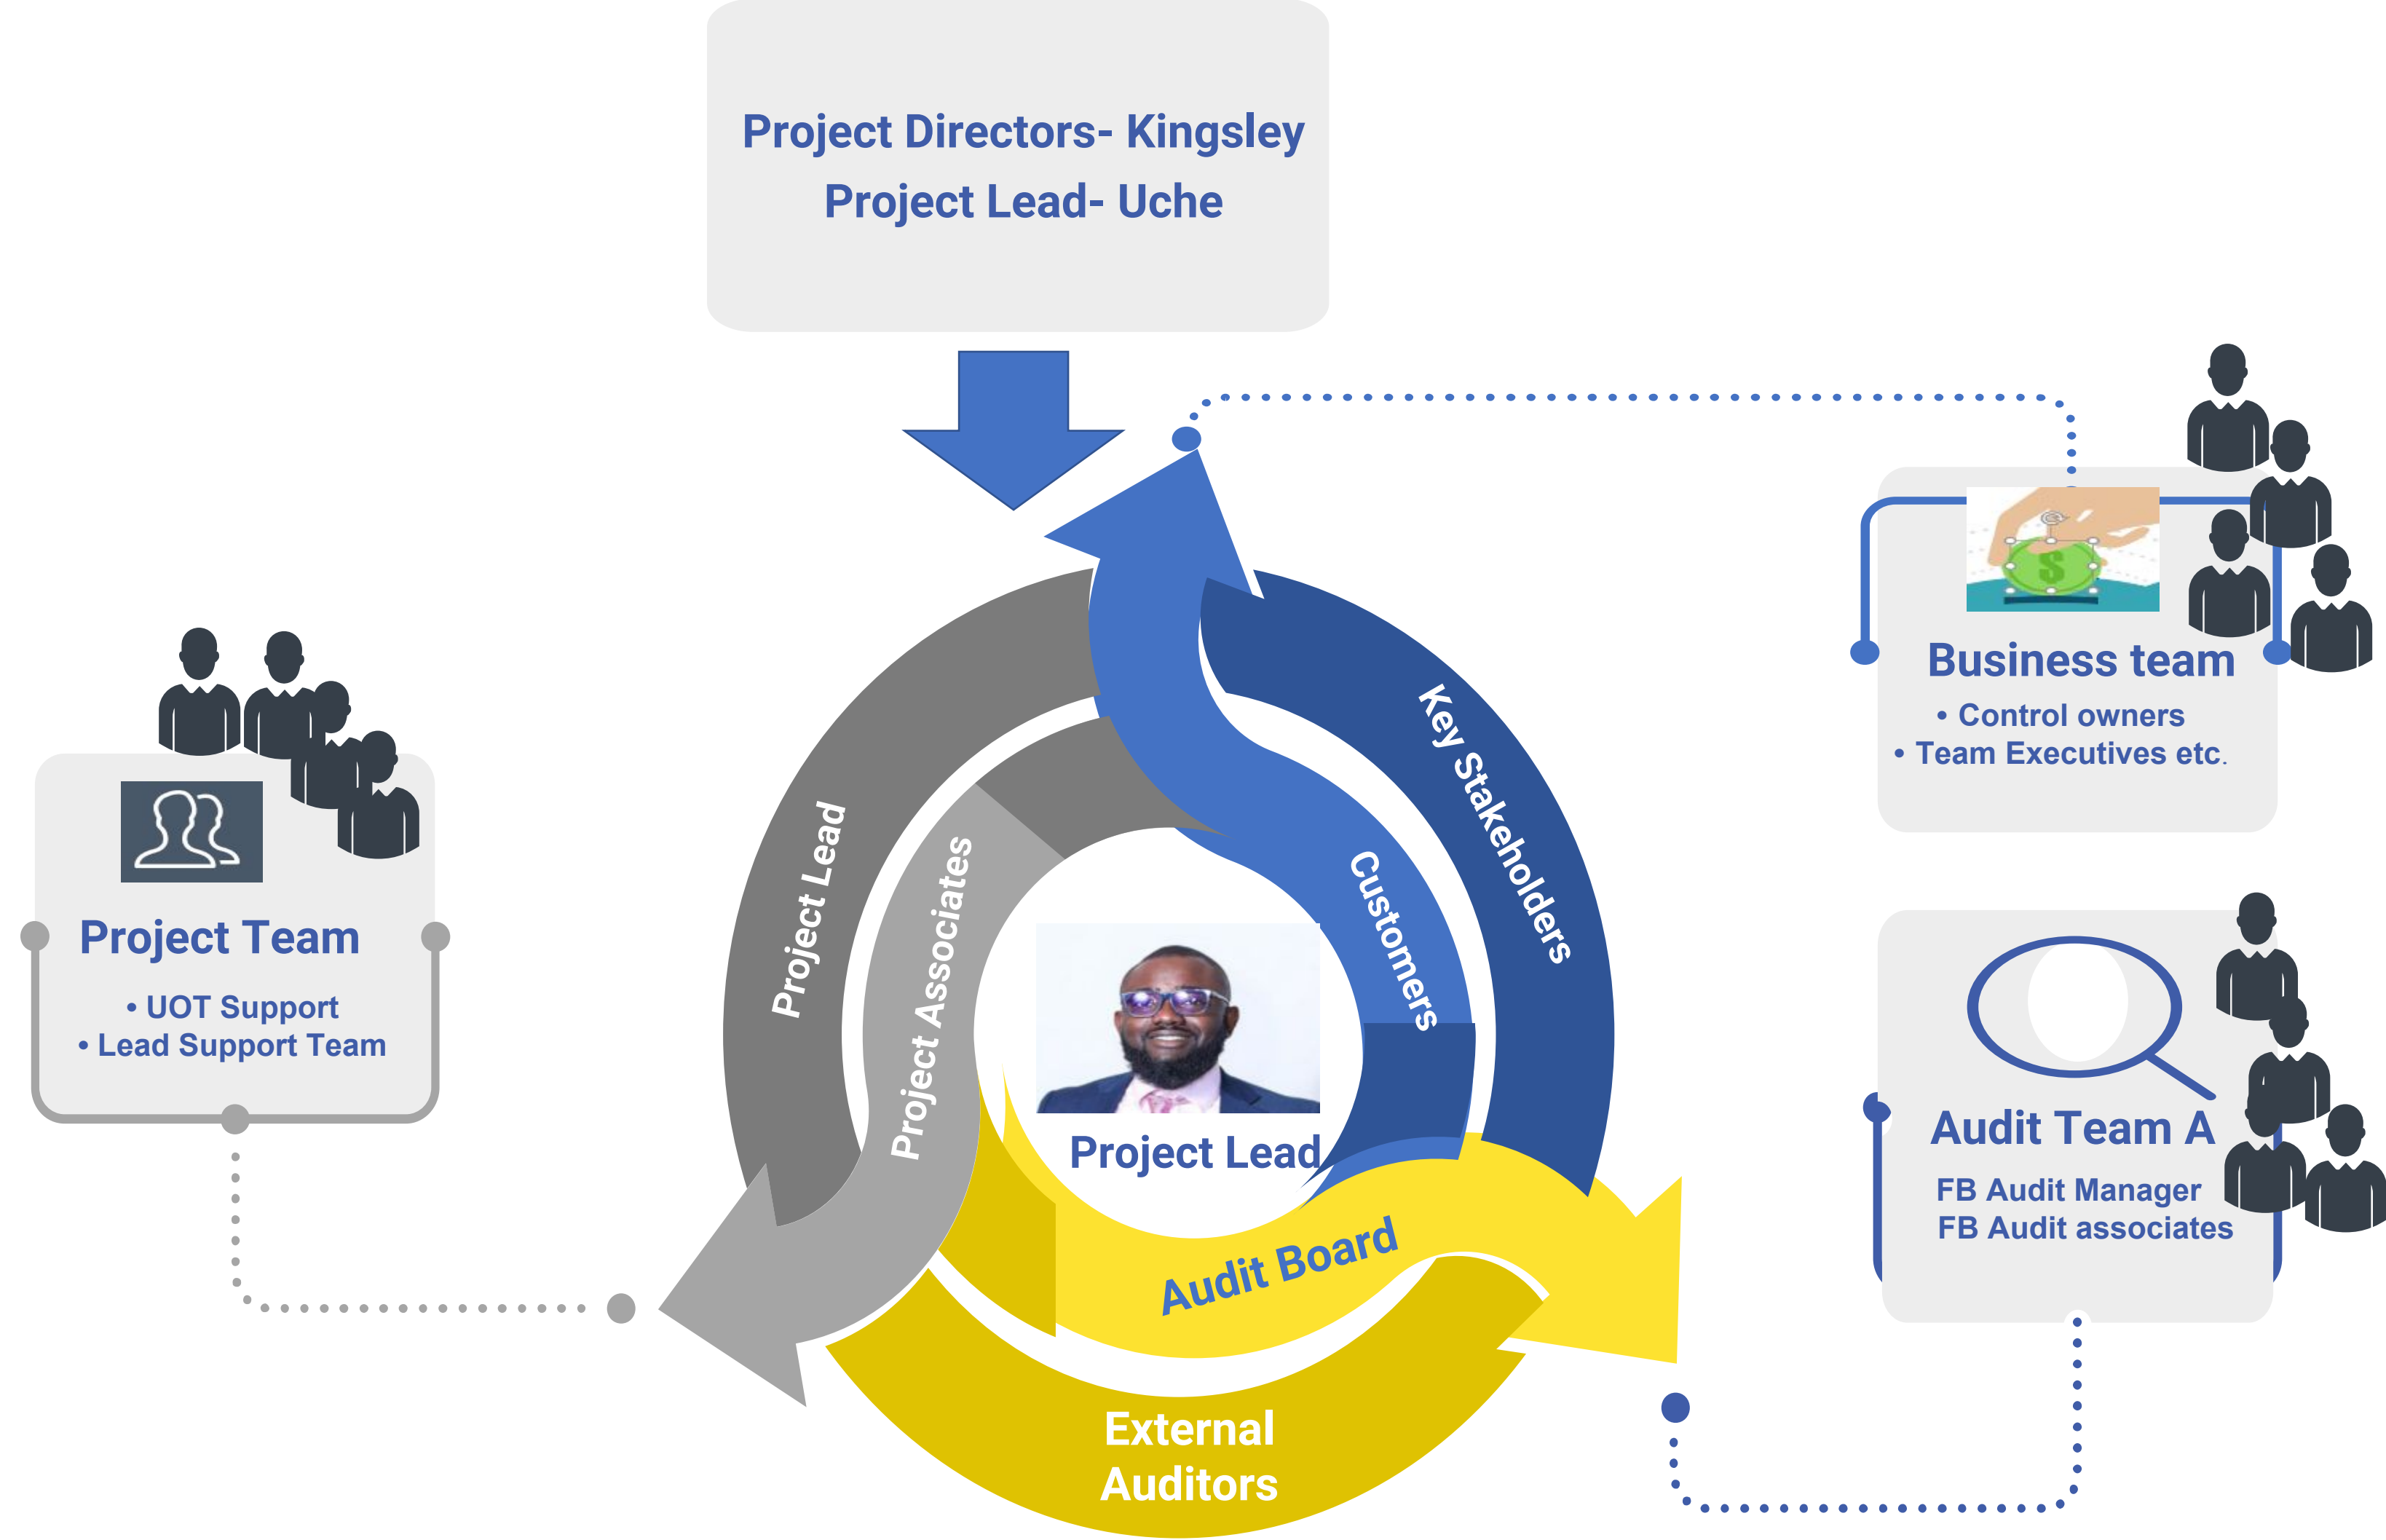 Project Directors- Kingsley
Project Lead- Uche
Project Lead
Project Associates
Customers
Key Stakeholders
Project Lead
Audit Board
External
Auditors
Project Team
• UOT Support
• Lead Support Team
$
Business team
• Control owners
• Team Executives etc.
Audit Team A
FB Audit Manager
FB Audit associates